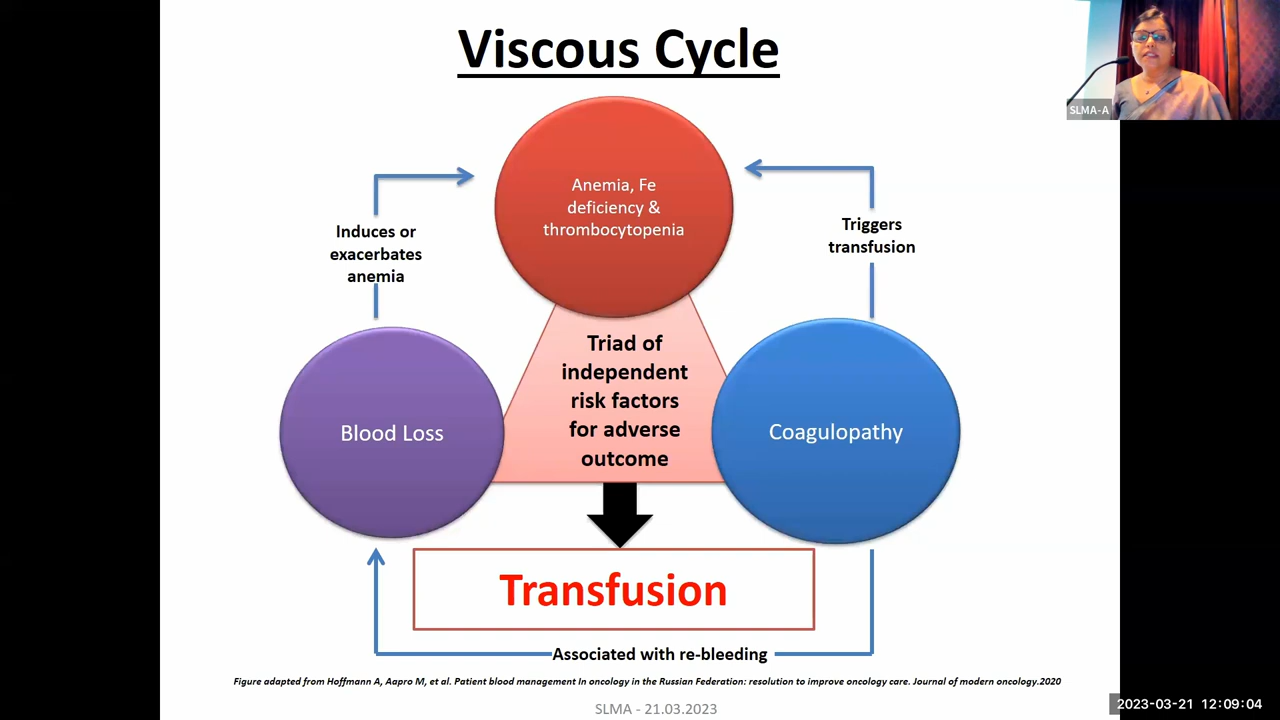 Viscous Cycle
SLMA-A
Anemia, Fe
deficiency &
thrombocytopenia
Induces or
exacerbates
anemia
Triggers
transfusion
Triad of
independent
risk factors
for adverse
outcome
Blood Loss
Coagulopathy
Transfusion
Associated with re-bleeding
Figure adapted from Hoffmann A, Aapro M, et al. Patient blood management In oncology in the Russian Federation: resolution to improve oncology care. Journal of modern oncology.2020
SLMA - 21.03.2023
2023-03-21 12:09:04